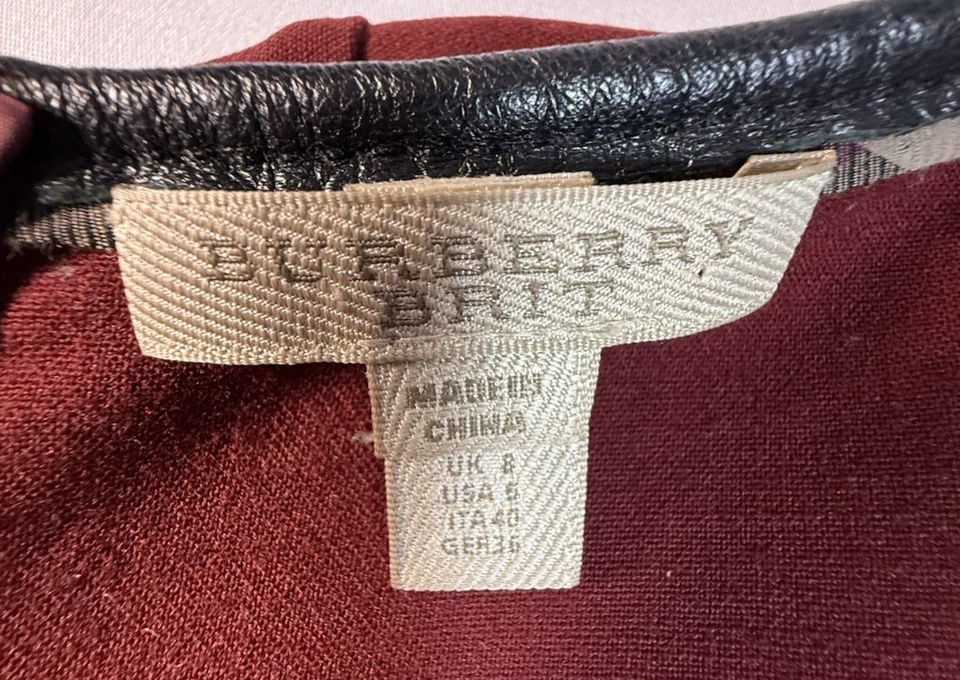 BURBERRY
BRIT
MADE IN
CHINA
UK 8
USA 6
ITA 40
GER 36